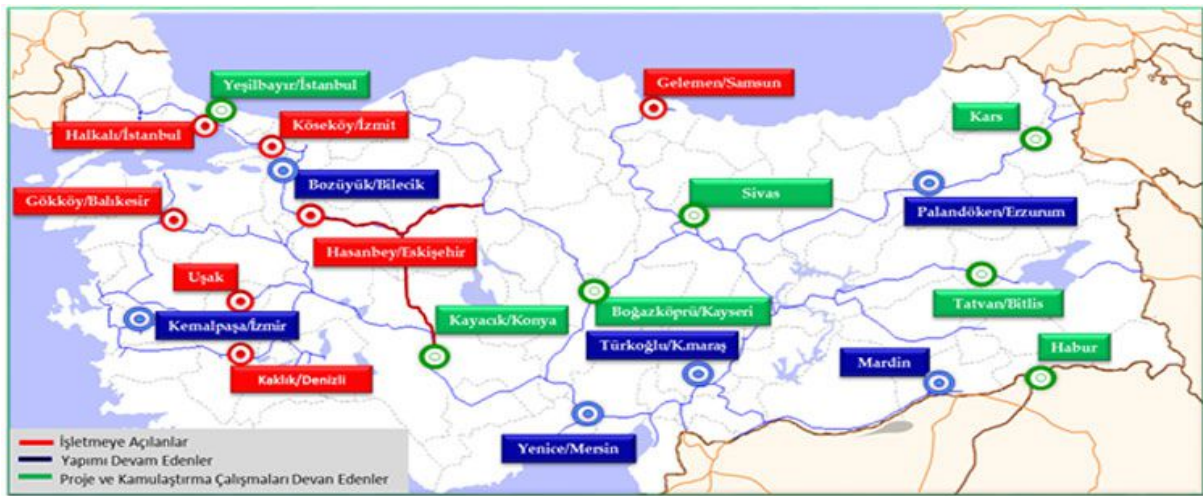 Yeşilbayır/İstanbul
Gelemen/Samsun
Halkalı/İstanbul
Köseköy/İzmit
Kars
Bozüyük/Bilecik
Gökköy/Balıkesir
Sivas
Palandöken/Erzurum
Hasanbey/Eskişehir
Uşak
Kemalpaşa/İzmir
Kayacık/Konya
Boğazköprü/Kayseri
Tatvan/Bitlis
Türkoğlu/K.maraş
Mardin
Habur
Kaklık/Denizli
Yenice/Mersin
İşletmeye Açılanlar
Yapımı Devam Edenler
Proje ve Kamulaştırma Çalışmaları Devan Edenler